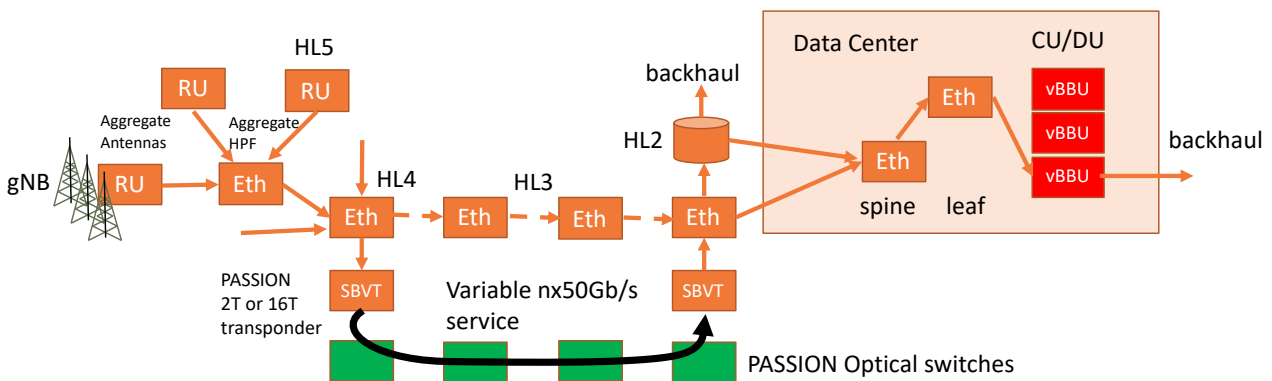 Data Center
CU/DU
HL5
backhaul
RU
RU
Eth
vBBU
Aggregate
Antennas
Aggregate
HPF
vBBU
HL2
backhaul
gNB
RU
Eth
Eth
vBBU
HL4
HL3
Eth
Eth
Eth
Eth
spine
leaf
PASSION
2T or 16T
transponder
SBVT
Variable nx50Gb/s
service
SBVT
PASSION Optical switches